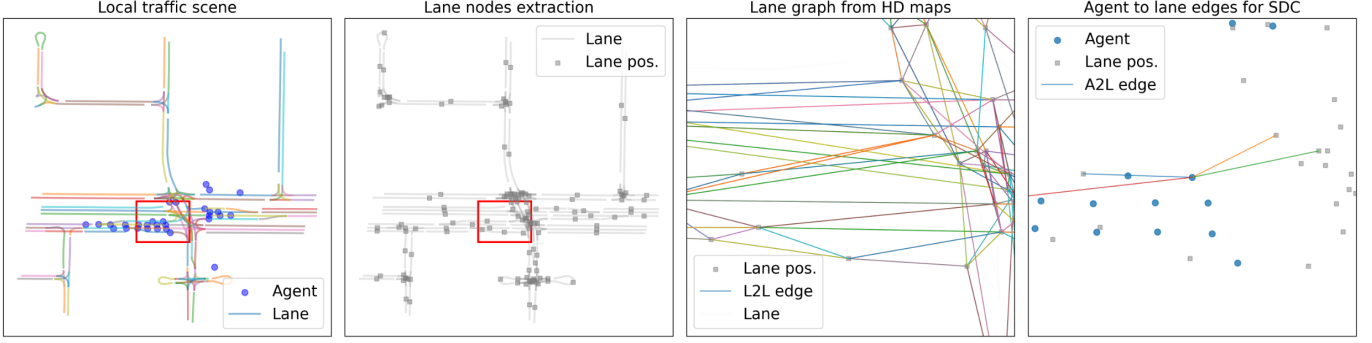 Local traffic scene
Agent
Lane
Lane nodes extraction
Lane
Lane pos.
Lane graph from HD maps
Lane pos.
L2L edge
Lane
Agent to lane edges for SDC
Agent
Lane pos.
A2L edge